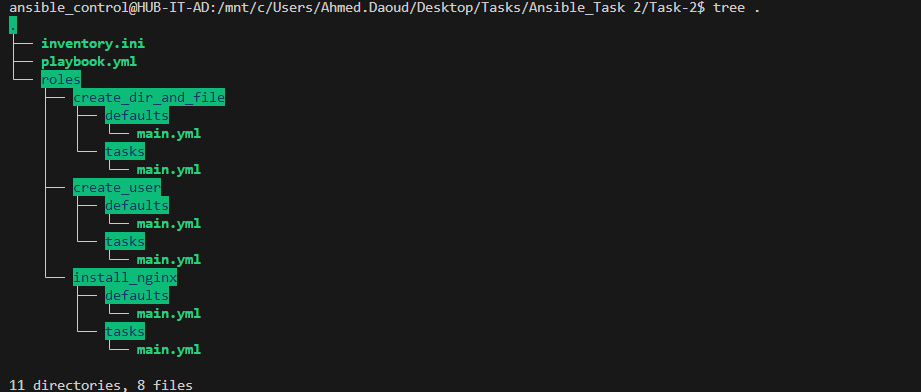 ansible_control@HUB-IT-AD:/mnt/c/Users/Ahmed.Daoud/Desktop/Tasks/Ansible_Task 2/Task-2$ tree .
.
├── inventory.ini
├── playbook.yml
└── roles
    ├── create_dir_and_file
    │   ├── defaults
    │   │   └── main.yml
    │   └── tasks
    │       └── main.yml
    ├── create_user
    │   ├── defaults
    │   │   └── main.yml
    │   └── tasks
    │       └── main.yml
    └── install_nginx
        ├── defaults
        │   └── main.yml
        └── tasks
            └── main.yml

11 directories, 8 files